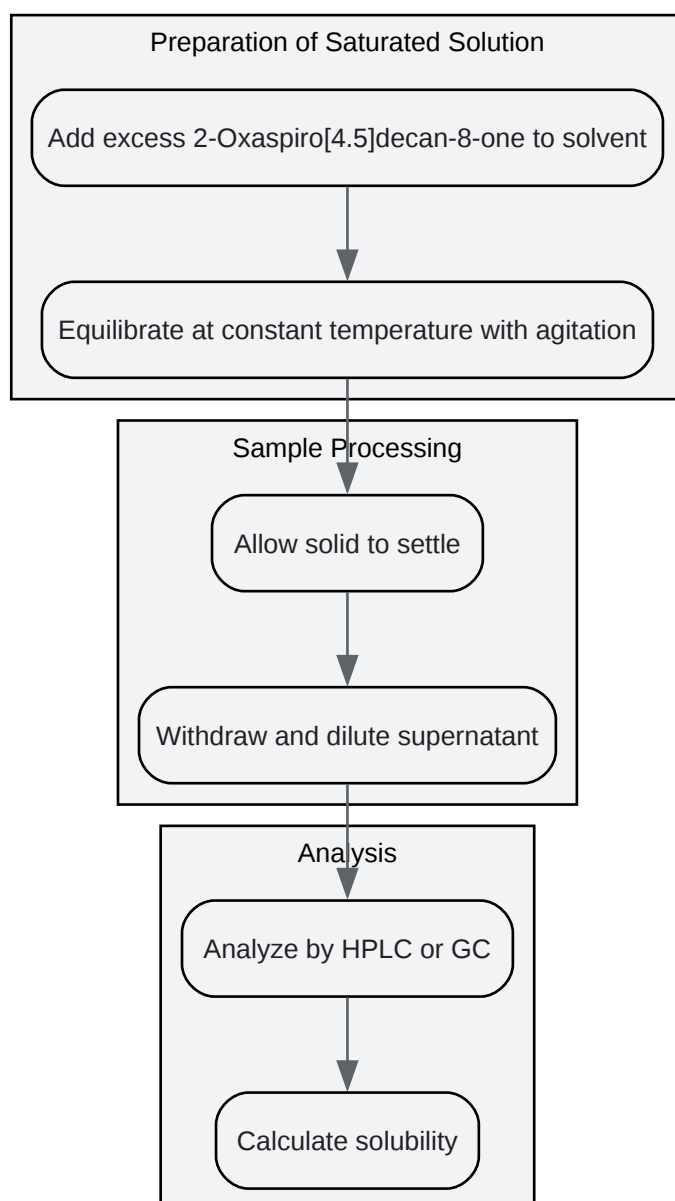 Preparation of Saturated Solution
Add excess 2-Oxaspiro[4.5]decan-8-one to solvent
Equilibrate at constant temperature with agitation
Sample Processing
Allow solid to settle
Withdraw and dilute supernatant
Analysis
Analyze by HPLC or GC
Calculate solubility